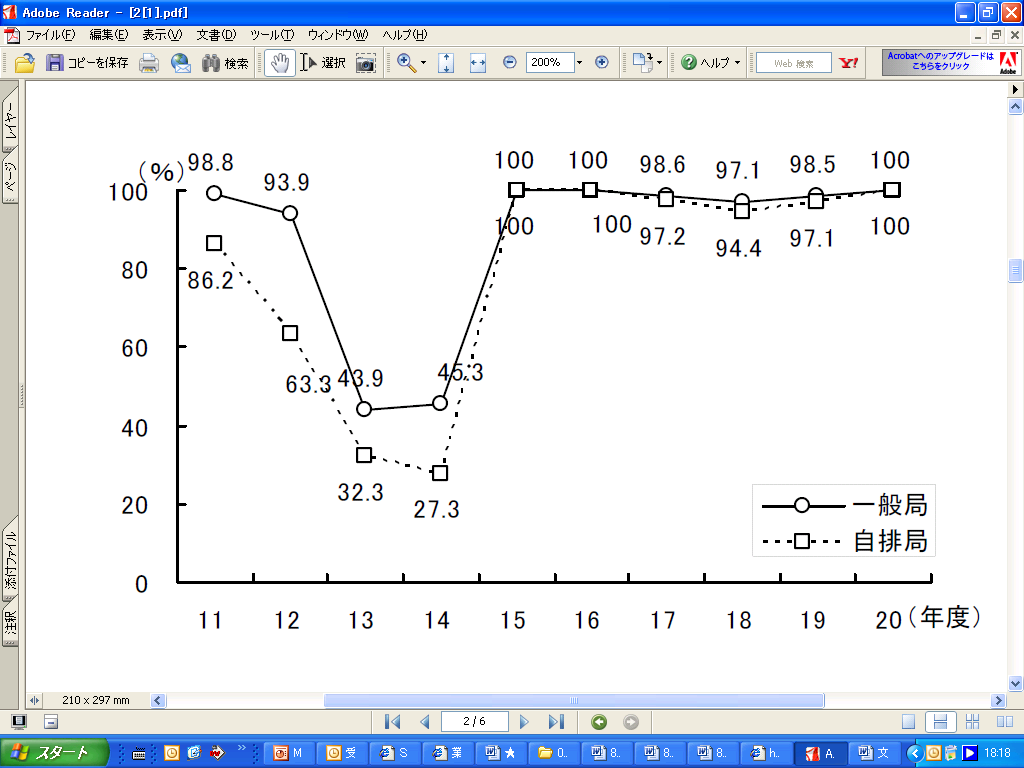 Adobe Reader - [2[1].pdf]
ファイル(F) 編集(E) 表示(V) 文書(D) ツール(T) ウィンドウ(W) ヘルプ(H)
コピーを保存 検索 選択 200% ヘルプ Web 検索 Y!
Acrobatへのアップグレードは
こちらをクリック
Adobe
レイヤー
ページ
添付ファイル
注釈
(%)
98.8 93.9 43.9 45.3 100 100 98.6 97.1 98.5 100
86.2 63.3 32.3 27.3 100 100 97.2 94.4 97.1 100
100
80
60
40
20
0
一般局
自排局
11 12 13 14 15 16 17 18 19 20 (年度)
210 x 297 mm
2 / 6
スタート M 受 S 業 ★ 0. 8. 8. 8. h. A 文 18:18